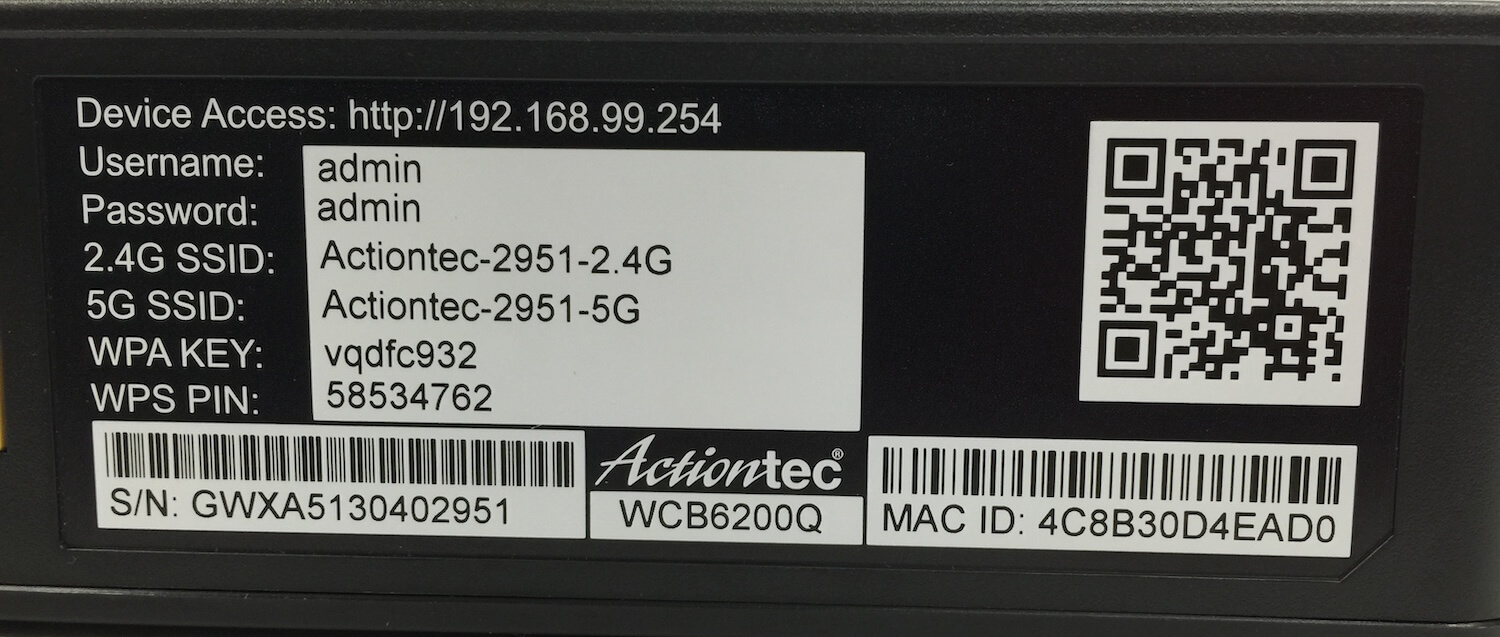 Device Access: http://192.168.99.254
Username: admin
Password: admin
2.4G SSID: Actiontec-2951-2.4G
5G SSID: Actiontec-2951-5G
WPA KEY: vqdfc932
WPS PIN: 58534762
Actiontec®
S/N: GWXA5130402951
WCB6200Q
MAC ID: 4C8B30D4EAD0